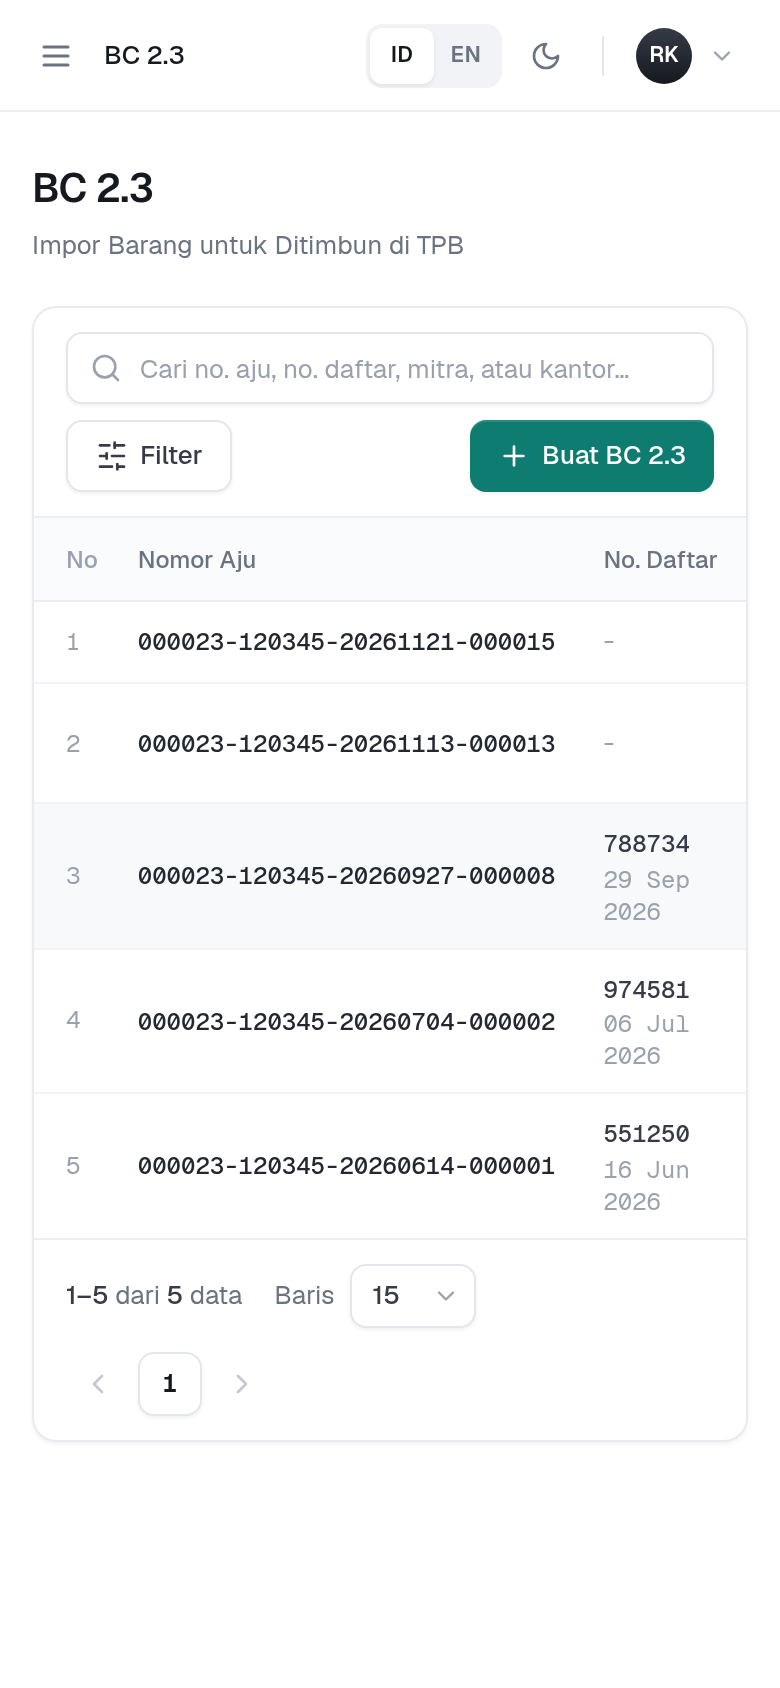 BC 2.3
ID EN
RK
BC 2.3
Impor Barang untuk Ditimbun di TPB
Cari no. aju, no. daftar, mitra, atau kantor...
Filter
Buat BC 2.3
No Nomor Aju No. Daftar
1 000023-120345-20261121-000015 -
2 000023-120345-20261113-000013 -
3 000023-120345-20260927-000008 788734
29 Sep
2026
4 000023-120345-20260704-000002 974581
06 Jul
2026
5 000023-120345-20260614-000001 551250
16 Jun
2026
1–5 dari 5 data Baris 15
1